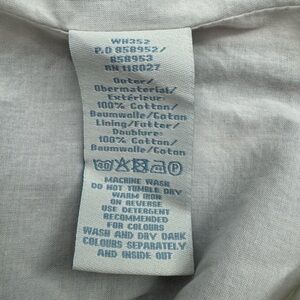 WH352
P.O 858952/
858953
RN 118027
Outer/
Obermaterial/
Extérieur:
100% Cotton/
Baumwolle/Coton
Lining/Futter/
Doublure:
100% Cotton/
Baumwolle/Coton
MACHINE WASH
DO NOT TUMBLE DRY
WARM IRON
ON REVERSE
USE DETERGENT
RECOMMENDED
FOR COLOURS
WASH AND DRY DARK
COLOURS SEPARATELY
AND INSIDE OUT